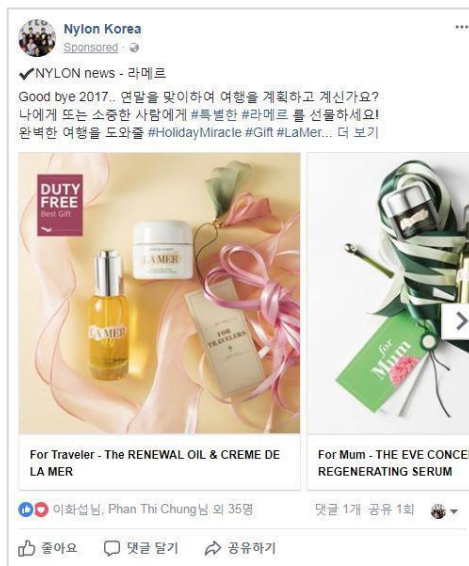 Nylon Korea
Sponsored ·
✔NYLON news - 라메르
Good bye 2017.. 연말을 맞이하여 여행을 계획하고 계신가요?
나에게 또는 소중한 사람에게 #특별한 #라메르 를 선물하세요!
완벽한 여행을 도와줄 #HolidayMiracle #Gift #LaMer... 더 보기
DUTY
FREE
Best Gift
LA MER
LA MER
FOR
TRAVELERS
+
for
Mum
For Traveler - The RENEWAL OIL & CREME DE
LA MER
For Mum - THE EVE CONCE
REGENERATING SERUM
이화섭님, Phan Thi Chung님 외 35명
댓글 1개 공유 1회
좋아요 댓글 달기 공유하기